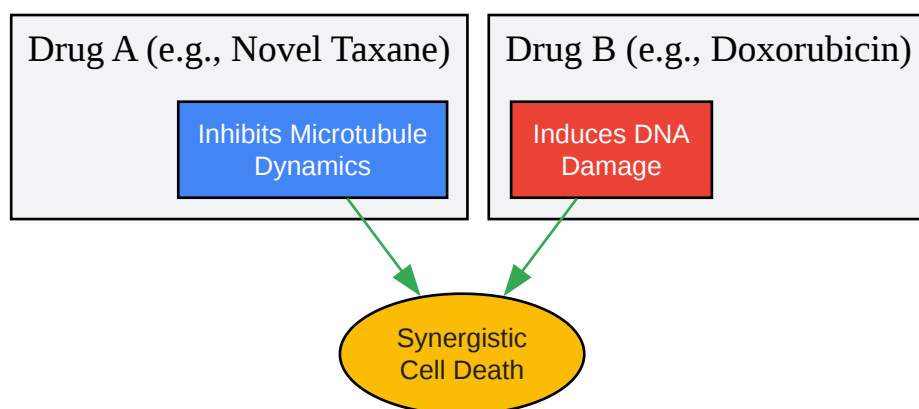 Drug A (e.g., Novel Taxane)
Inhibits Microtubule
Dynamics
Drug B (e.g., Doxorubicin)
Induces DNA
Damage
Synergistic
Cell Death